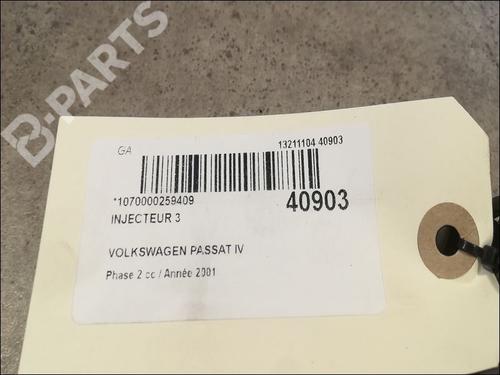 B-PARTS
GA
13211104 40903
*1070000259409
40903
INJECTEUR 3
VOLKSWAGEN PASSAT IV
Phase 2 cc / Année 2001